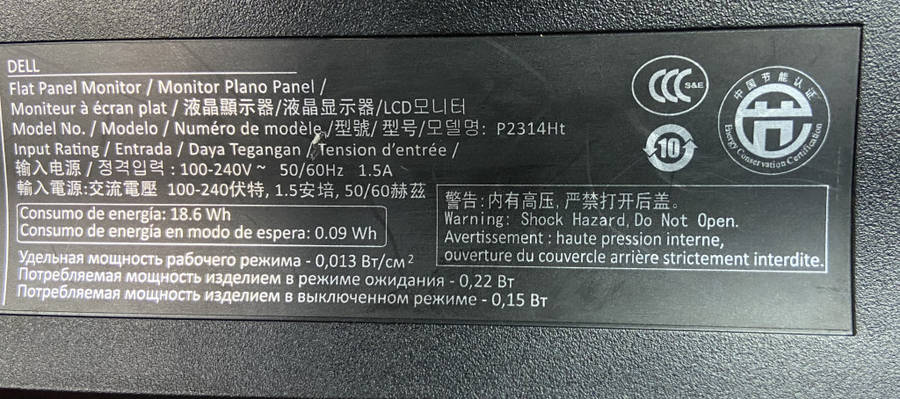 DELL
Flat Panel Monitor / Monitor Plano Panel /
Moniteur à écran plat / 液晶顯示器/液晶显示器/LCD모니터
Model No. / Modelo / Numéro de modèle /型號/ 型号/모델명: P2314Ht
Input Rating / Entrada / Daya Tegangan / Tension d'entrée /
输入电源 / 정격입력 : 100-240V ~ 50/60Hz 1.5A
輸入電源:交流電壓 100-240伏特, 1.5安培, 50/60赫茲
Consumo de energía: 18.6 Wh
Consumo de energía en modo de espera: 0.09 Wh
Удельная мощность рабочего режима - 0,013 Вт/см²
Потребляемая мощность изделием в режиме ожидания - 0,22 Вт
Потребляемая мощность изделием в выключенном режиме - 0,15 Вт
CCC S&E
10
中国节能认证
Energy Conservation Certification
警告: 内有高压, 严禁打开后盖。
Warning: Shock Hazard, Do Not Open.
Avertissement : haute pression interne,
ouverture du couvercle arrière strictement interdite.